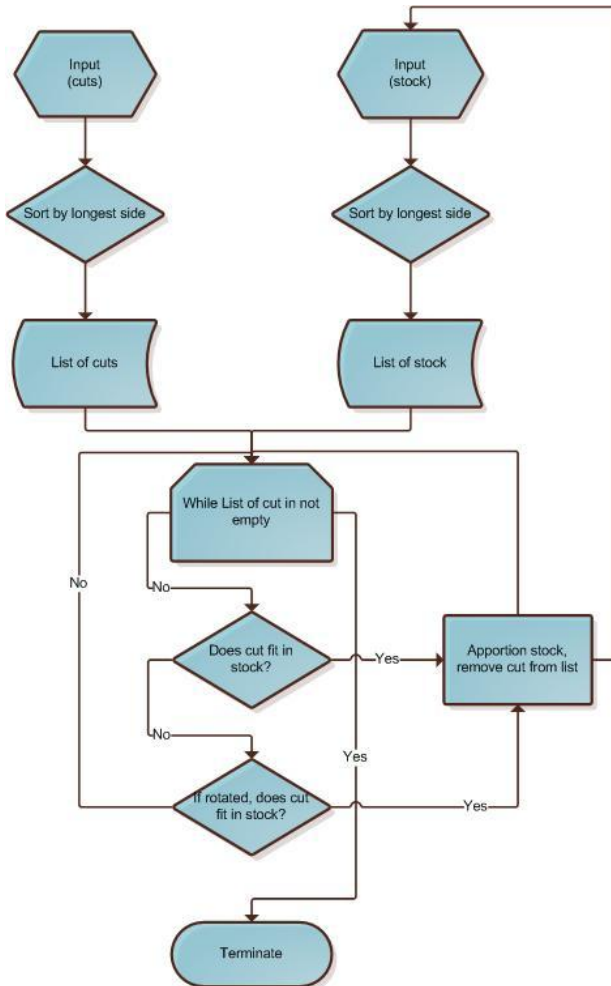 Input
(cuts)
Input
(stock)
Sort by longest side
Sort by longest side
List of cuts
List of stock
While List of cut in not
empty
No
No
Does cut fit in
stock?
Yes
Apportion stock,
remove cut from list
No
Yes
If rotated, does cut
fit in stock?
Yes
Terminate